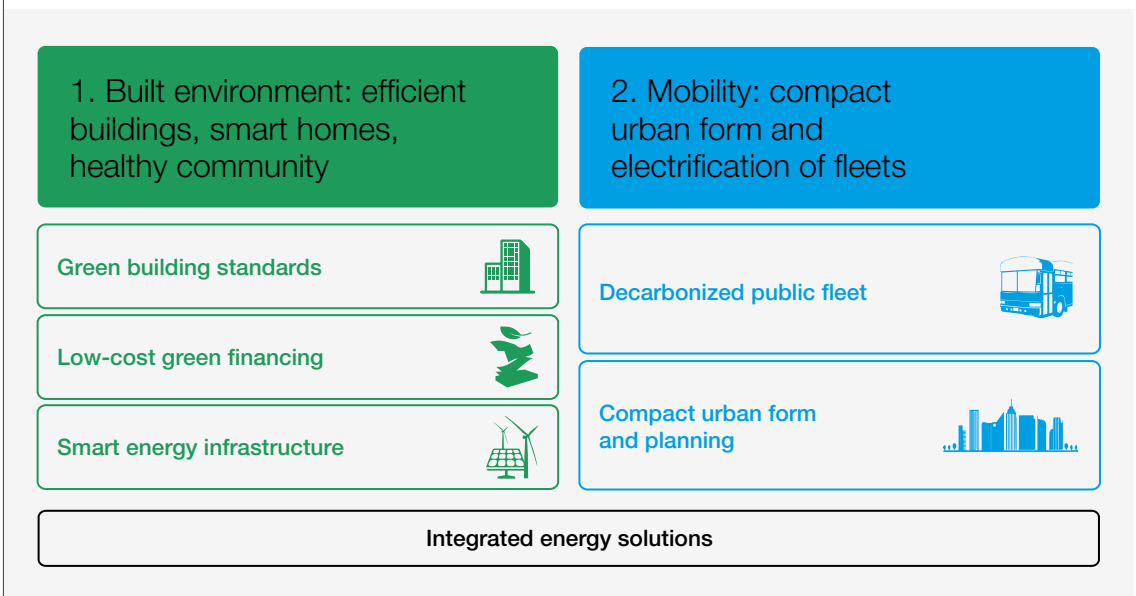 1. Built environment: efficient
buildings, smart homes,
healthy community
Green building standards
Low-cost green financing
Smart energy infrastructure
2. Mobility: compact
urban form and
electrification of fleets
Decarbonized public fleet
Compact urban form
and planning
Integrated energy solutions